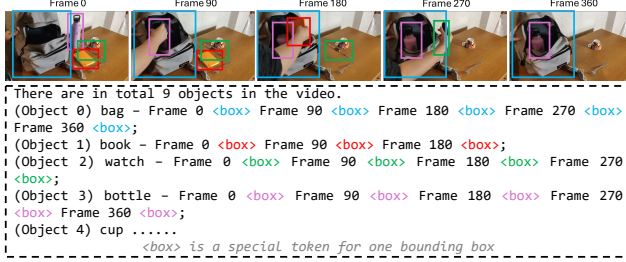 Frame 0 Frame 90 Frame 180 Frame 270 Frame 360
There are in total 9 objects in the video.
(Object 0) bag – Frame 0 <box> Frame 90 <box> Frame 180 <box> Frame 270 <box>
Frame 360 <box>;
(Object 1) book – Frame 0 <box> Frame 90 <box> Frame 180 <box>;
(Object 2) watch – Frame 0 <box> Frame 90 <box> Frame 180 <box> Frame 270
<box>;
(Object 3) bottle – Frame 0 <box> Frame 90 <box> Frame 180 <box> Frame 270
<box> Frame 360 <box>;
(Object 4) cup ......
<box> is a special token for one bounding box